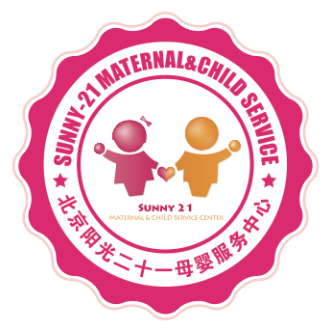 SUNNY-21 MATERNAL&CHILD SERVICE
SUNNY 21
MATERNAL & CHILD SERVICE CENTER
北京阳光二十一母婴服务中心